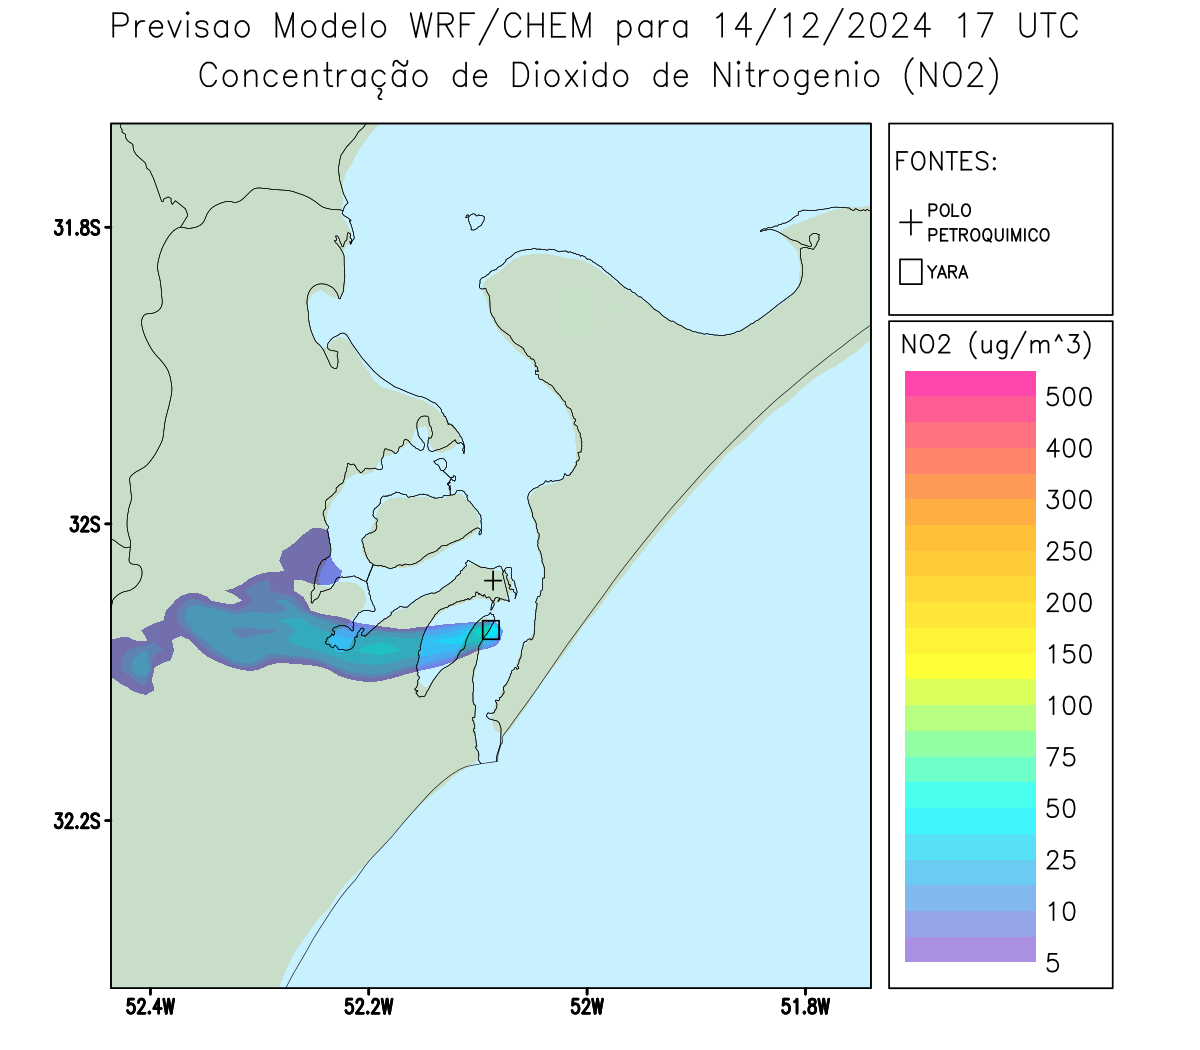 Previsao Modelo WRF/CHEM para 14/12/2024 17 UTC
Concentração de Dioxido de Nitrogenio (NO2)
FONTES:
POLO
PETROQUIMICO
YARA
NO2 (ug/m^3)
500
400
300
250
200
150
100
75
50
25
10
5
31.8S
32S
32.2S
52.4W
52.2W
52W
51.8W